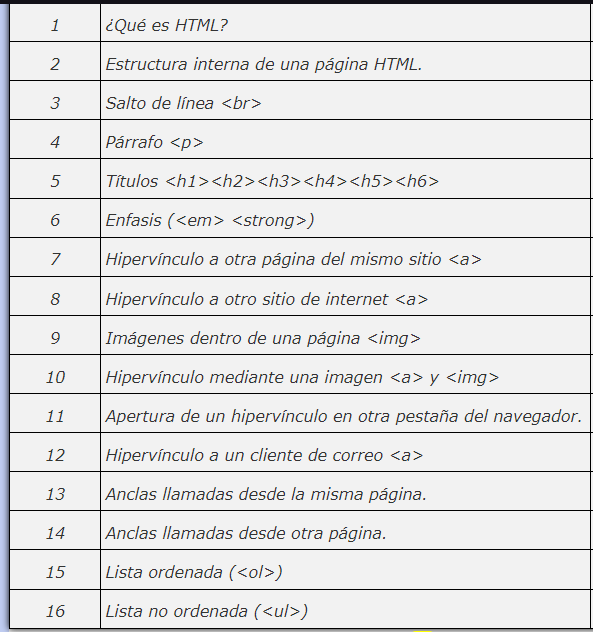 1 ¿Qué es HTML?
2 Estructura interna de una página HTML.
3 Salto de línea <br>
4 Párrafo <p>
5 Títulos <h1><h2><h3><h4><h5><h6>
6 Enfasis (<em> <strong>)
7 Hipervínculo a otra página del mismo sitio <a>
8 Hipervínculo a otro sitio de internet <a>
9 Imágenes dentro de una página <img>
10 Hipervínculo mediante una imagen <a> y <img>
11 Apertura de un hipervínculo en otra pestaña del navegador.
12 Hipervínculo a un cliente de correo <a>
13 Anclas llamadas desde la misma página.
14 Anclas llamadas desde otra página.
15 Lista ordenada (<ol>)
16 Lista no ordenada (<ul>)